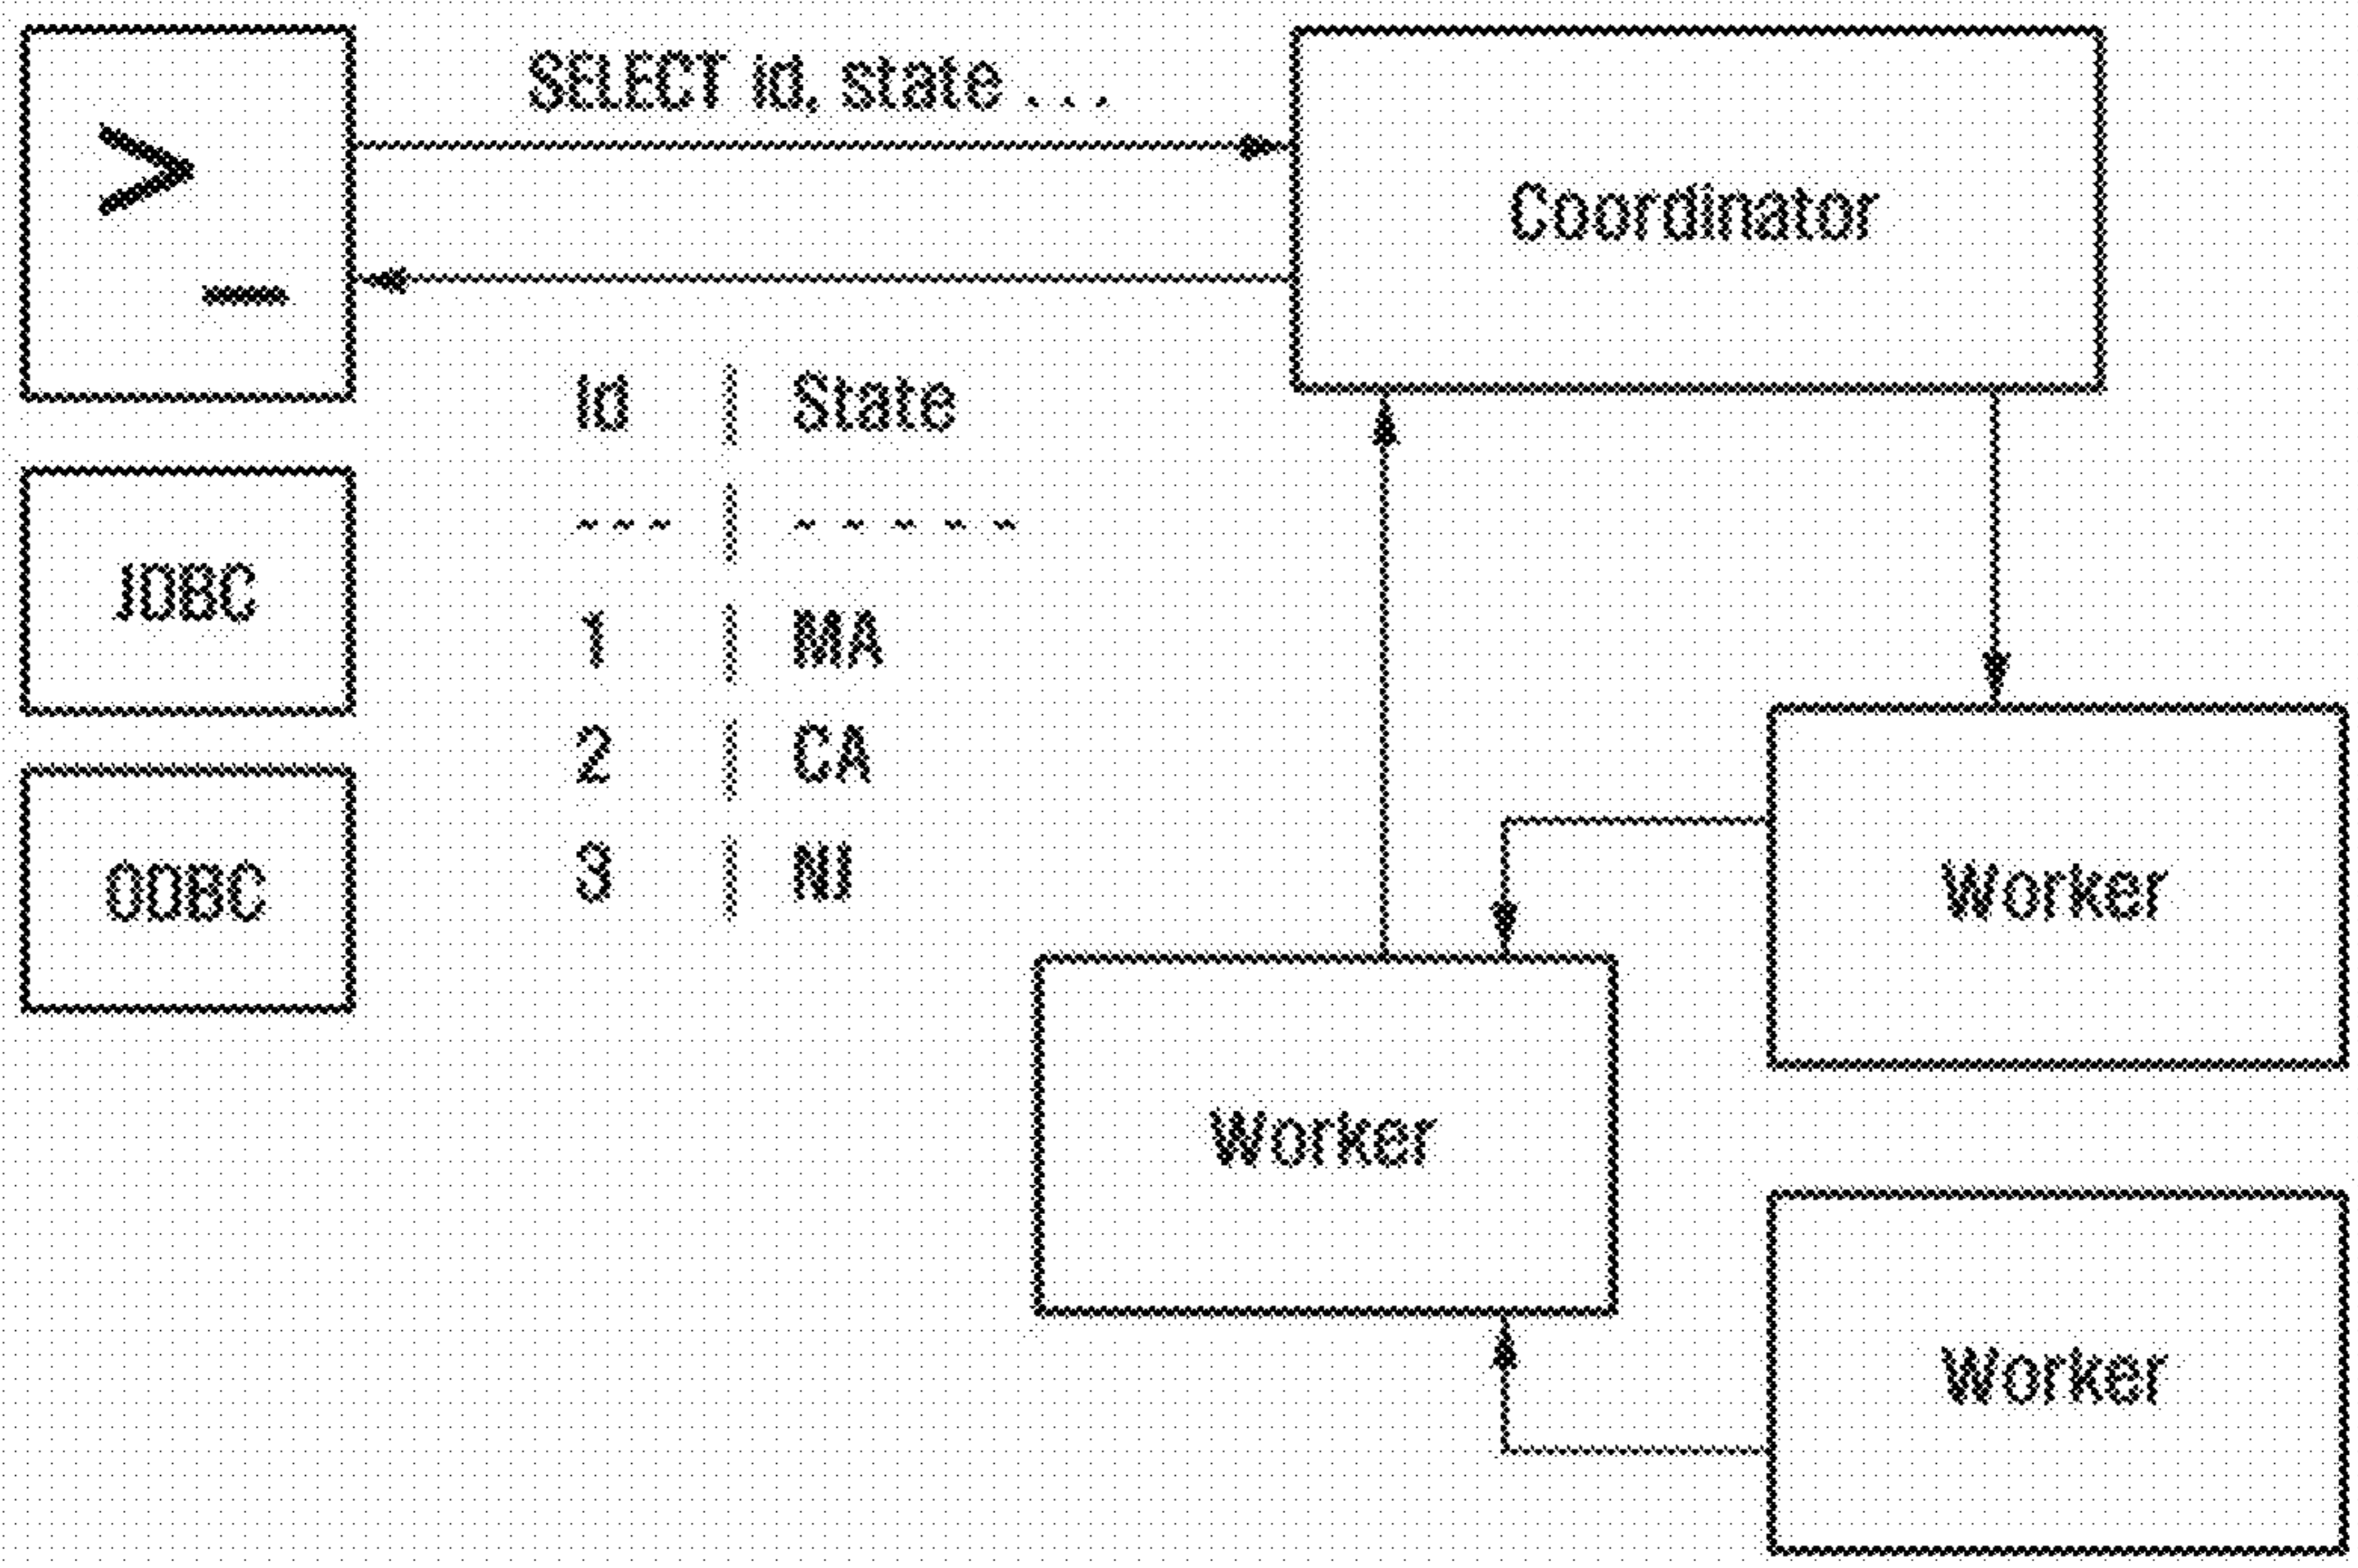 SELECT id, state . . .
>
_
Coordinator
Id | State
--- | -----
1 | MA
2 | CA
3 | NJ
JDBC
ODBC
Worker
Worker
Worker